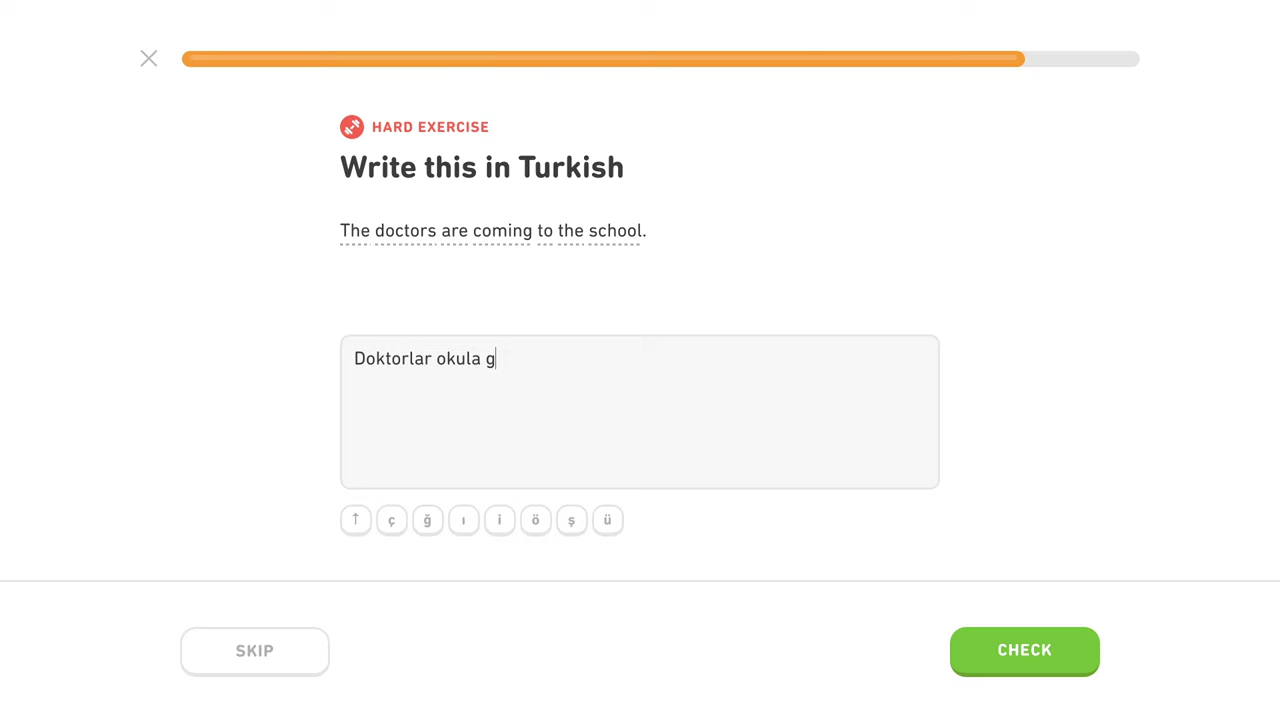 HARD EXERCISE
Write this in Turkish
The doctors are coming to the school.
Doktorlar okula g
↑ ç ğ ı i ö ş ü
SKIP
CHECK